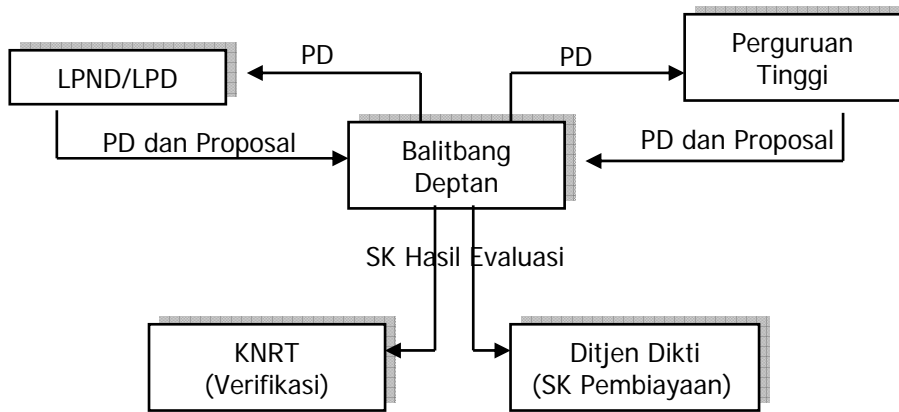 PD
PD
Perguruan
Tinggi
LPND/LPD
PD dan Proposal
Balitbang
Deptan
PD dan Proposal
SK Hasil Evaluasi
KNRT
(Verifikasi)
Ditjen Dikti
(SK Pembiayaan)